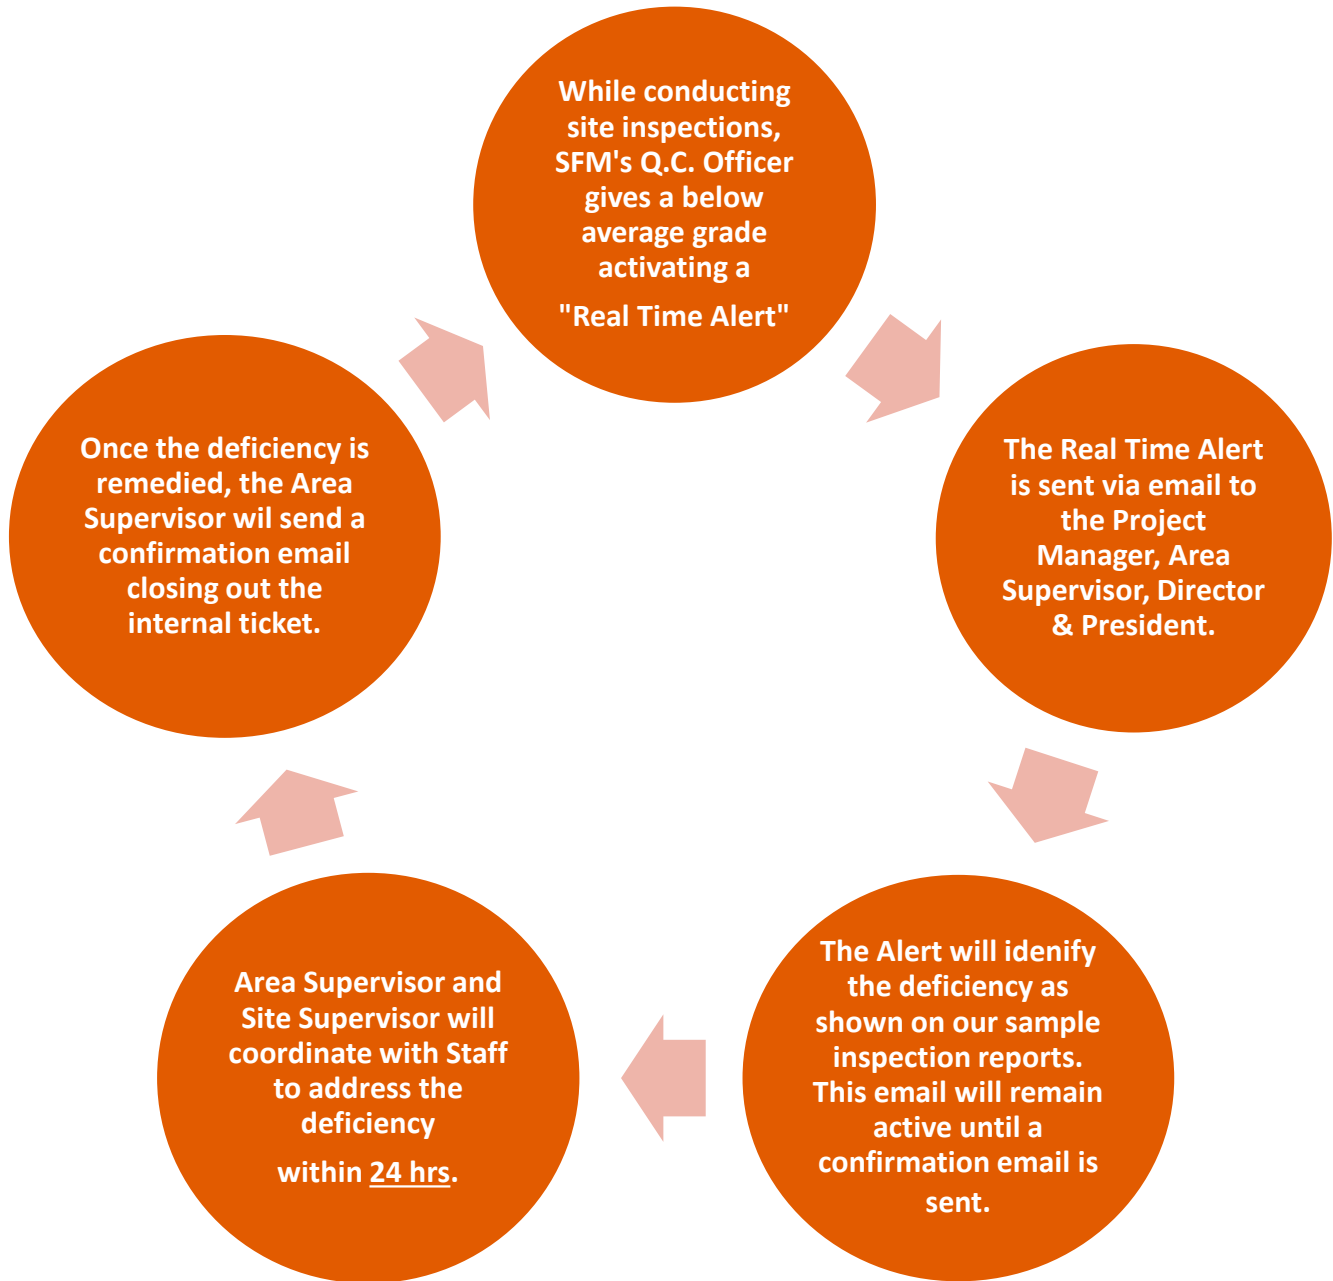 While conducting
site inspections,
SFM's Q.C. Officer
gives a below
average grade
activating a
"Real Time Alert"
The Real Time Alert
is sent via email to
the Project
Manager, Area
Supervisor, Director
& President.
The Alert will idenify
the deficiency as
shown on our sample
inspection reports.
This email will remain
active until a
confirmation email is
sent.
Area Supervisor and
Site Supervisor will
coordinate with Staff
to address the
deficiency
within 24 hrs.
Once the deficiency is
remedied, the Area
Supervisor wil send a
confirmation email
closing out the
internal ticket.